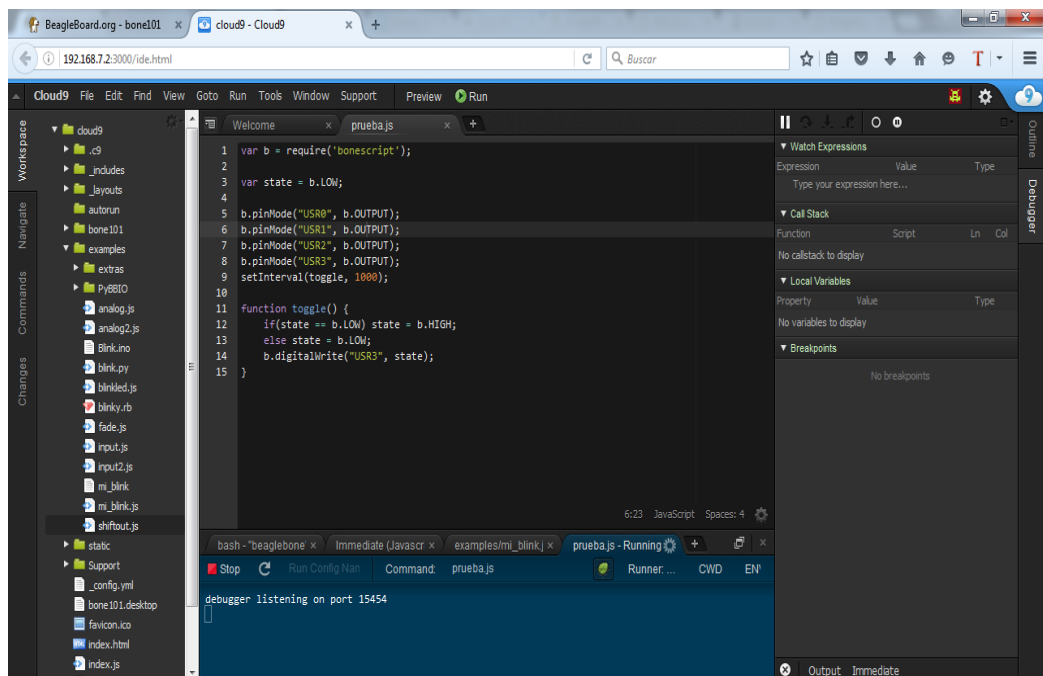 BeagleBoard.org - bone101 × cloud9 - Cloud9 × +
192.168.7.2:3000/ide.html Buscar
Cloud9 File Edit Find View Goto Run Tools Window Support Preview Run
Workspace
Navigate
Commands
Changes
cloud9
.c9
_includes
_layouts
autorun
bone101
examples
extras
PyBBIO
analog.js
analog2.js
Blink.ino
blink.py
blinkled.js
blinky.rb
fade.js
input.js
input2.js
mi_blink
mi_blink.js
shiftout.js
static
Support
_config.yml
bone101.desktop
favicon.ico
index.html
index.js
Welcome × prueba.js × +
1 var b = require('bonescript');
2
3 var state = b.LOW;
4
5 b.pinMode("USR0", b.OUTPUT);
6 b.pinMode("USR1", b.OUTPUT);
7 b.pinMode("USR2", b.OUTPUT);
8 b.pinMode("USR3", b.OUTPUT);
9 setInterval(toggle, 1000);
10
11 function toggle() {
12 if(state == b.LOW) state = b.HIGH;
13 else state = b.LOW;
14 b.digitalWrite("USR3", state);
15 }
6:23 JavaScript Spaces: 4
bash - "beaglebone' × Immediate (Javascr × examples/mi_blink.j × prueba.js - Running +
Stop Run Config Nan Command: prueba.js Runner: ... CWD EN'
debugger listening on port 15454
Watch Expressions
Expression Value Type
Type your expression here...
Call Stack
Function Script Ln Col
No callstack to display
Local Variables
Property Value Type
No variables to display
Breakpoints
No breakpoints
Output Immediate
Outline
Debugger